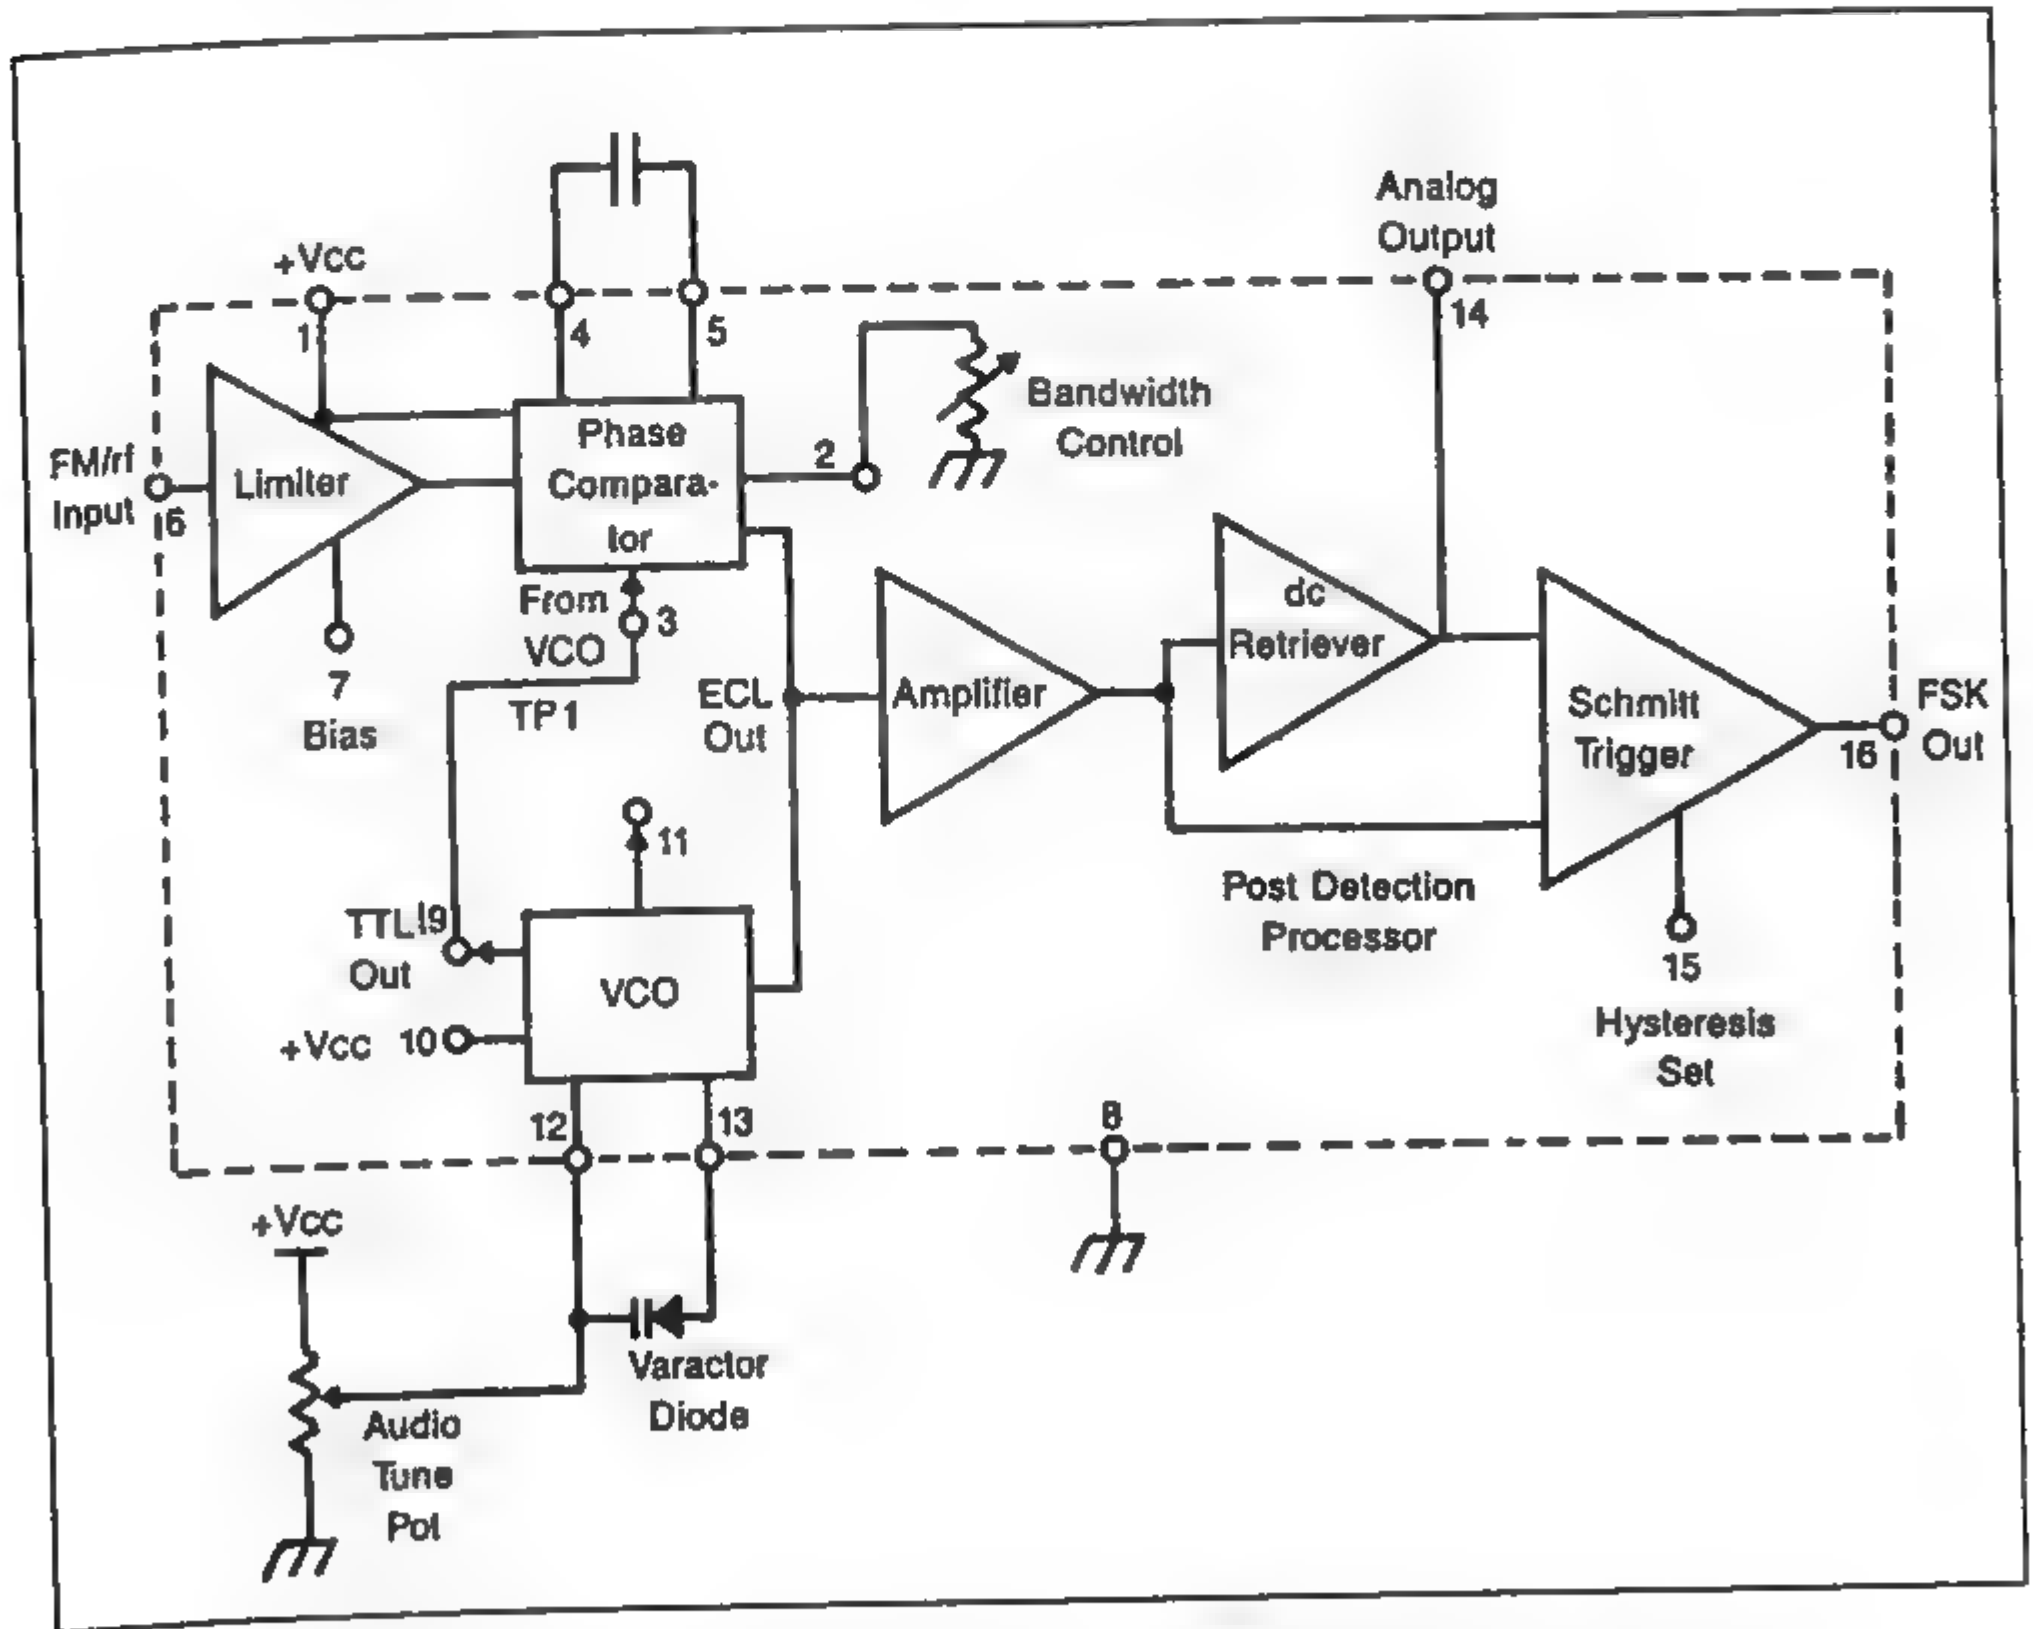 Analog
Output
+Vcc
1
4
5
14
Bandwidth
Control
2
FM/rf
Input
6
Limiter
Phase
Compara-
tor
From
VCO
3
TP1
7
Bias
ECL
Out
Amplifier
dc
Retriever
Schmitt
Trigger
16
FSK
Out
11
TTL
Out
9
VCO
+Vcc
10
Post Detection
Processor
15
Hysteresis
Set
12
13
8
+Vcc
Varactor
Diode
Audio
Tune
Pot